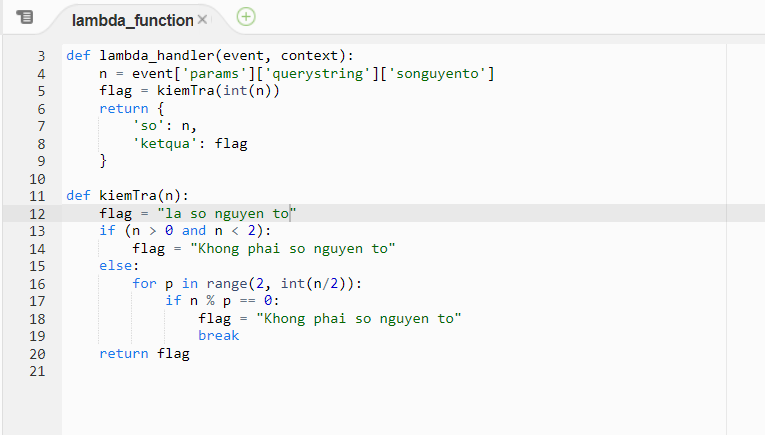 lambda_function ×
3 def lambda_handler(event, context):
4     n = event['params']['querystring']['songuyento']
5     flag = kiemTra(int(n))
6     return {
7         'so': n,
8         'ketqua': flag
9     }
10
11 def kiemTra(n):
12     flag = "la so nguyen to"
13     if (n > 0 and n < 2):
14         flag = "Khong phai so nguyen to"
15     else:
16         for p in range(2, int(n/2)):
17             if n % p == 0:
18                 flag = "Khong phai so nguyen to"
19                 break
20     return flag
21